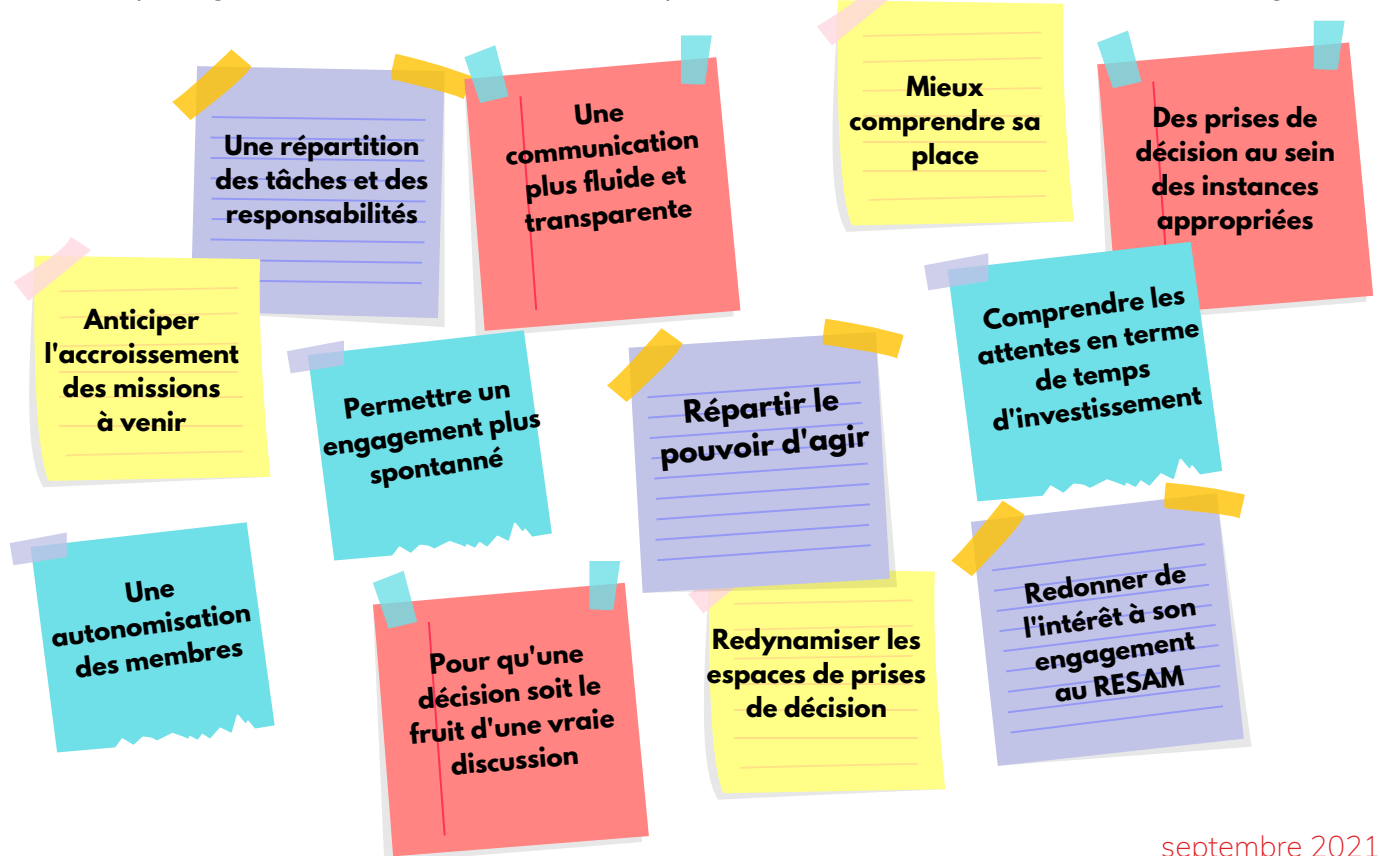 Une répartition
des tâches et des
responsabilités
Une
communication
plus fluide et
transparente
Mieux
comprendre sa
place
Des prises de
décision au sein
des instances
appropriées
Anticiper
l'accroissement
des missions
à venir
Permettre un
engagement plus
spontanné
Répartir le
pouvoir d'agir
Comprendre les
attentes en terme
de temps
d'investissement
Une
autonomisation
des membres
Pour qu'une
décision soit le
fruit d'une vraie
discussion
Redynamiser les
espaces de prises
de décision
Redonner de
l'intérêt à son
engagement
au RESAM
septembre 2021